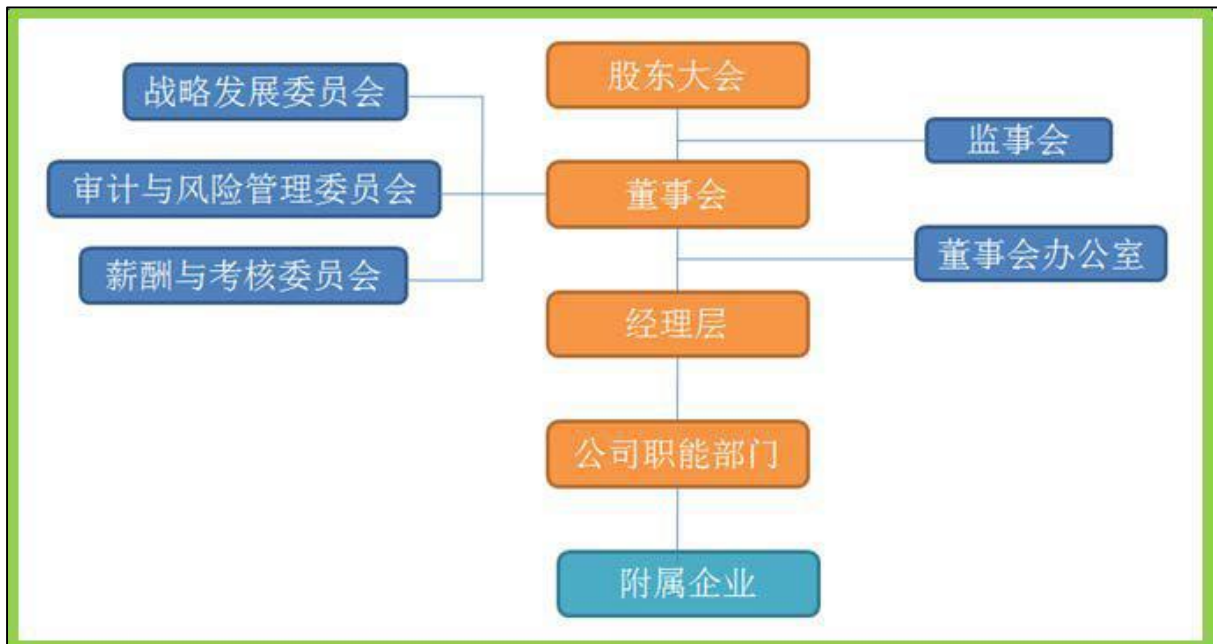 股东大会
战略发展委员会
监事会
审计与风险管理委员会
董事会
董事会办公室
薪酬与考核委员会
经理层
公司职能部门
附属企业